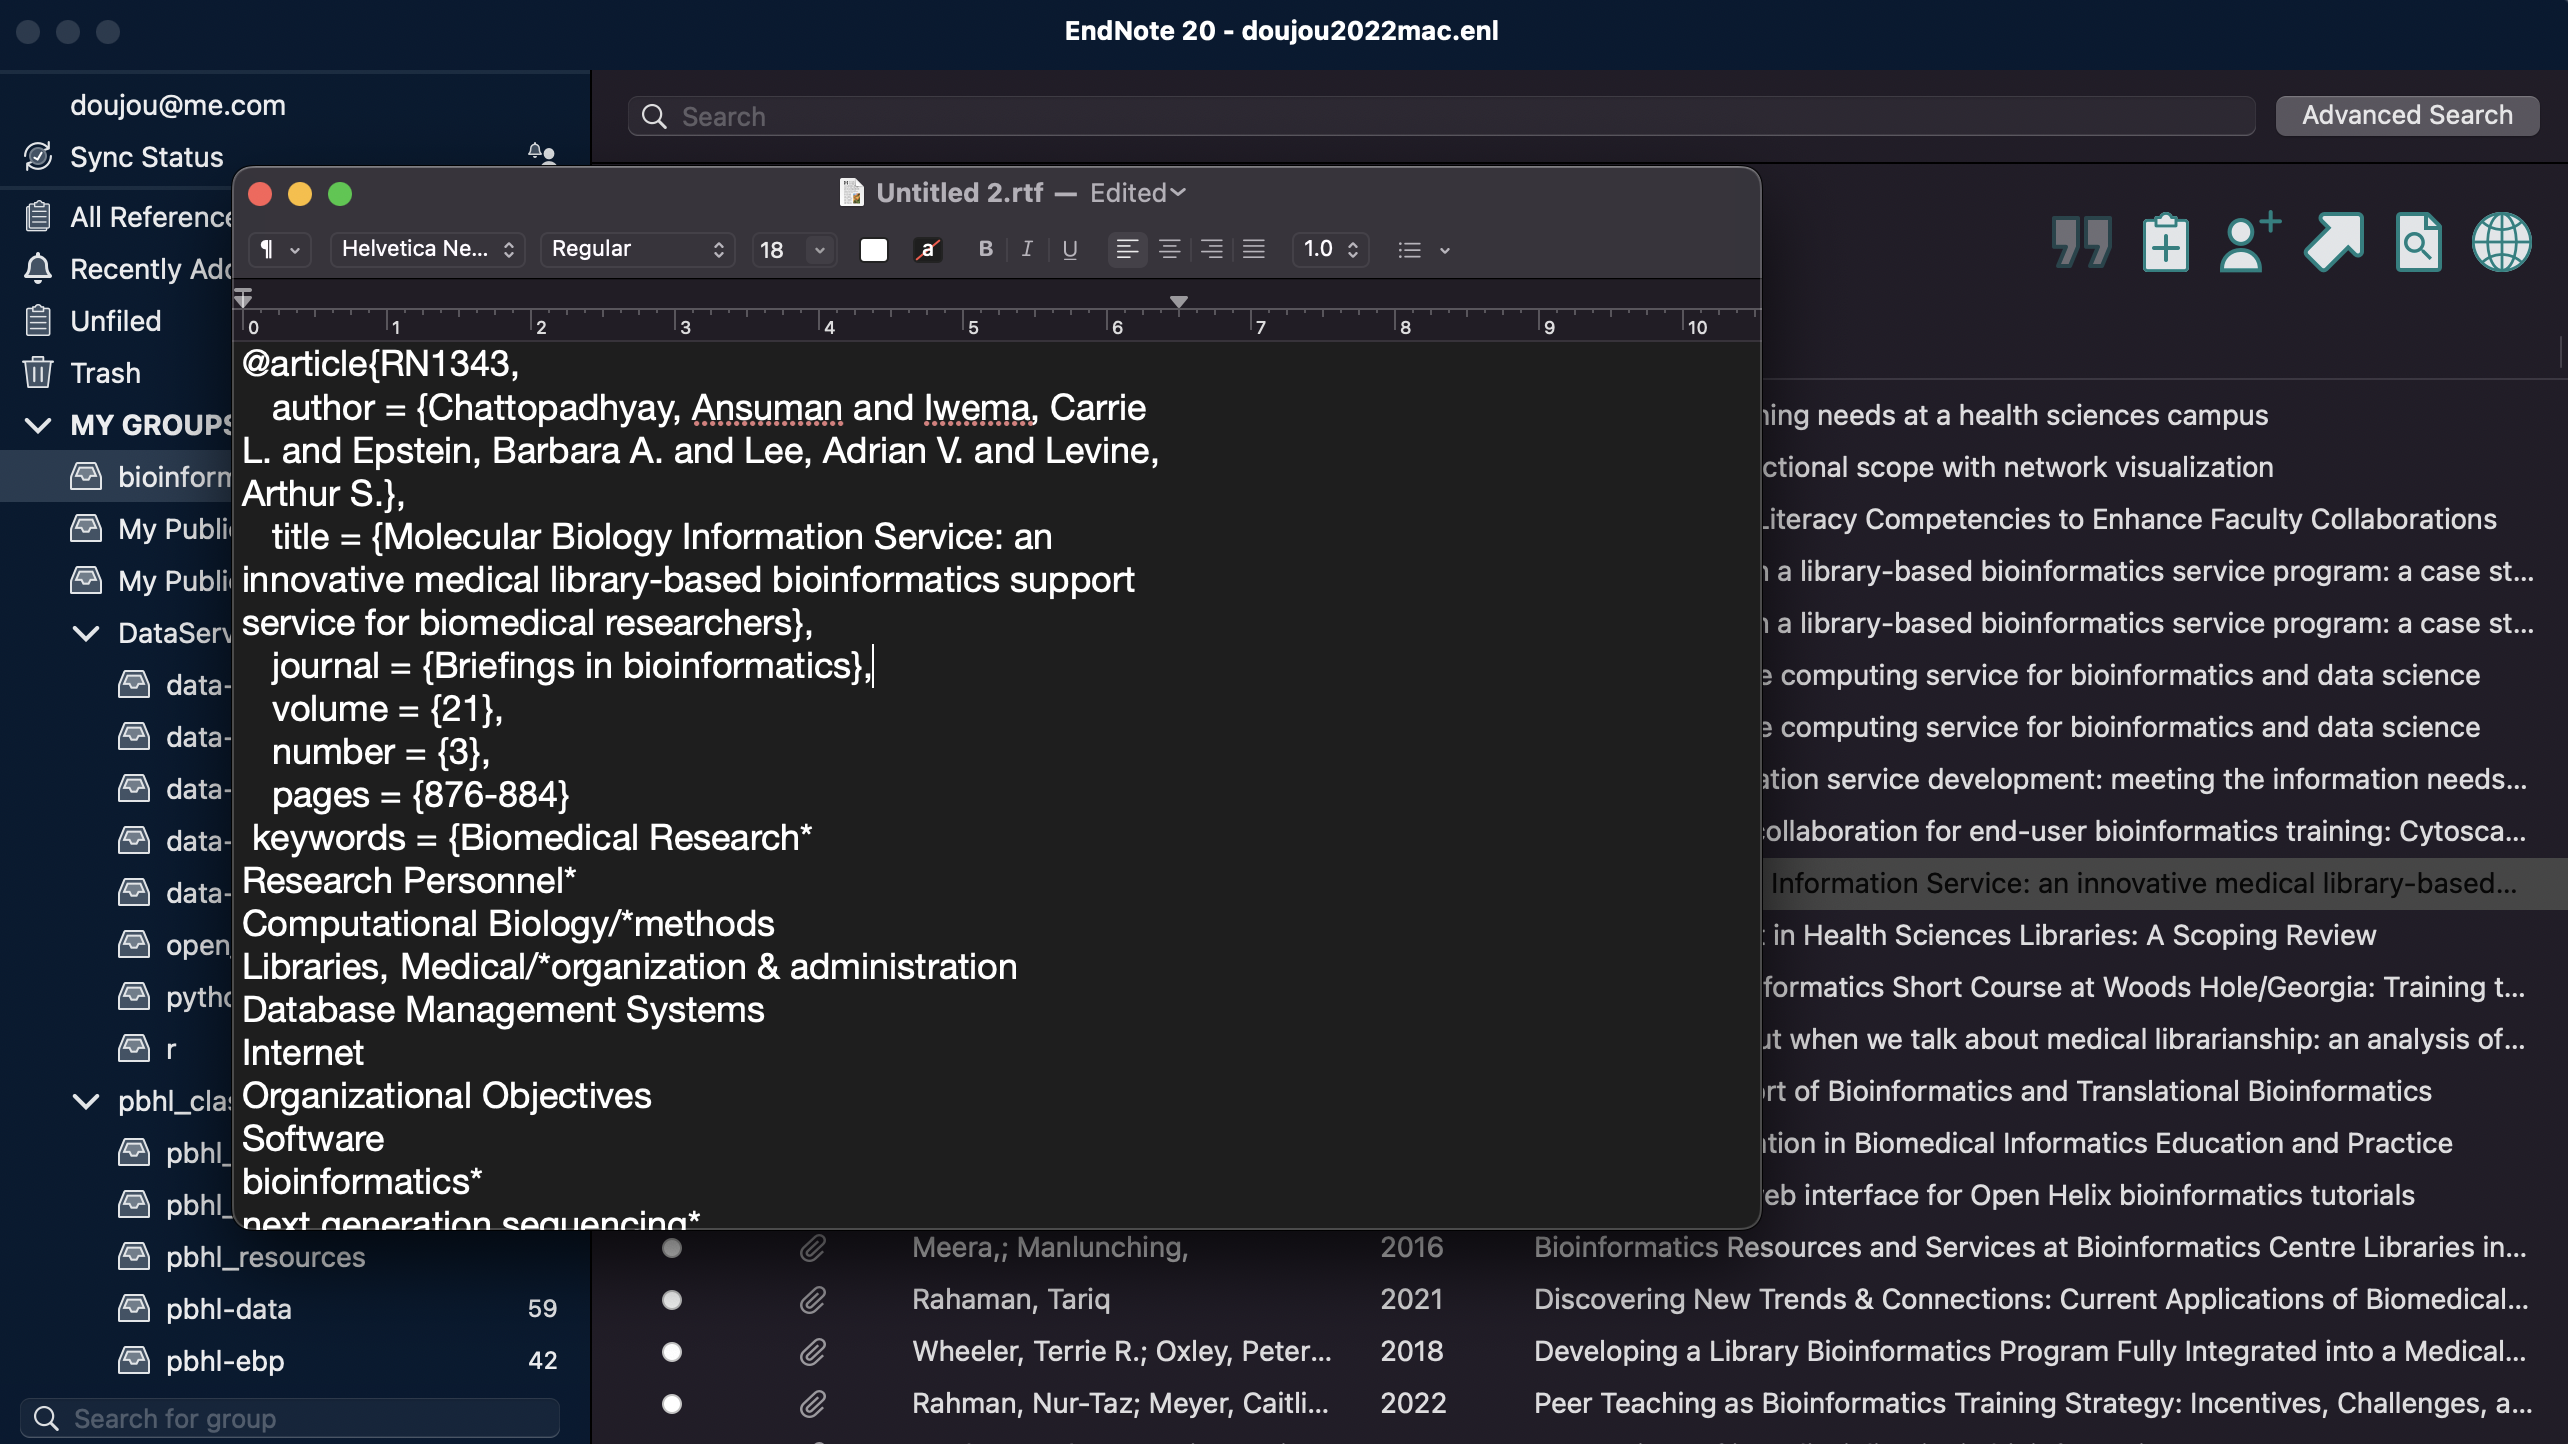 EndNote 20 - doujou2022mac.enl
doujou@me.com
Sync Status
All Reference
Recently Add
Unfiled
Trash
MY GROUPS
bioinform
My Publi
My Publi
DataServ
data-
data-
data-
data-
data-
open
pytho
r
pbhl_clas
pbhl_
pbhl_
pbhl_resources
pbhl-data 59
pbhl-ebp 42
Search for group
Search
Advanced Search
Untitled 2.rtf — Edited
¶ Helvetica Ne... Regular 18 a B I U 1.0
0 1 2 3 4 5 6 7 8 9 10
@article{RN1343,
author = {Chattopadhyay, Ansuman and Iwema, Carrie
L. and Epstein, Barbara A. and Lee, Adrian V. and Levine,
Arthur S.},
title = {Molecular Biology Information Service: an
innovative medical library-based bioinformatics support
service for biomedical researchers},
journal = {Briefings in bioinformatics},
volume = {21},
number = {3},
pages = {876-884}
keywords = {Biomedical Research*
Research Personnel*
Computational Biology/*methods
Libraries, Medical/*organization & administration
Database Management Systems
Internet
Organizational Objectives
Software
bioinformatics*
next generation sequencing*
ning needs at a health sciences campus
ctional scope with network visualization
Literacy Competencies to Enhance Faculty Collaborations
n a library-based bioinformatics service program: a case st...
n a library-based bioinformatics service program: a case st...
e computing service for bioinformatics and data science
e computing service for bioinformatics and data science
ation service development: meeting the information needs...
collaboration for end-user bioinformatics training: Cytosca...
Information Service: an innovative medical library-based...
t in Health Sciences Libraries: A Scoping Review
formatics Short Course at Woods Hole/Georgia: Training t...
ut when we talk about medical librarianship: an analysis of...
ort of Bioinformatics and Translational Bioinformatics
ation in Biomedical Informatics Education and Practice
eb interface for Open Helix bioinformatics tutorials
Meera,; Manlunching, 2016 Bioinformatics Resources and Services at Bioinformatics Centre Libraries in...
Rahaman, Tariq 2021 Discovering New Trends & Connections: Current Applications of Biomedical...
Wheeler, Terrie R.; Oxley, Peter... 2018 Developing a Library Bioinformatics Program Fully Integrated into a Medical...
Rahman, Nur-Taz; Meyer, Caitli... 2022 Peer Teaching as Bioinformatics Training Strategy: Incentives, Challenges, a...